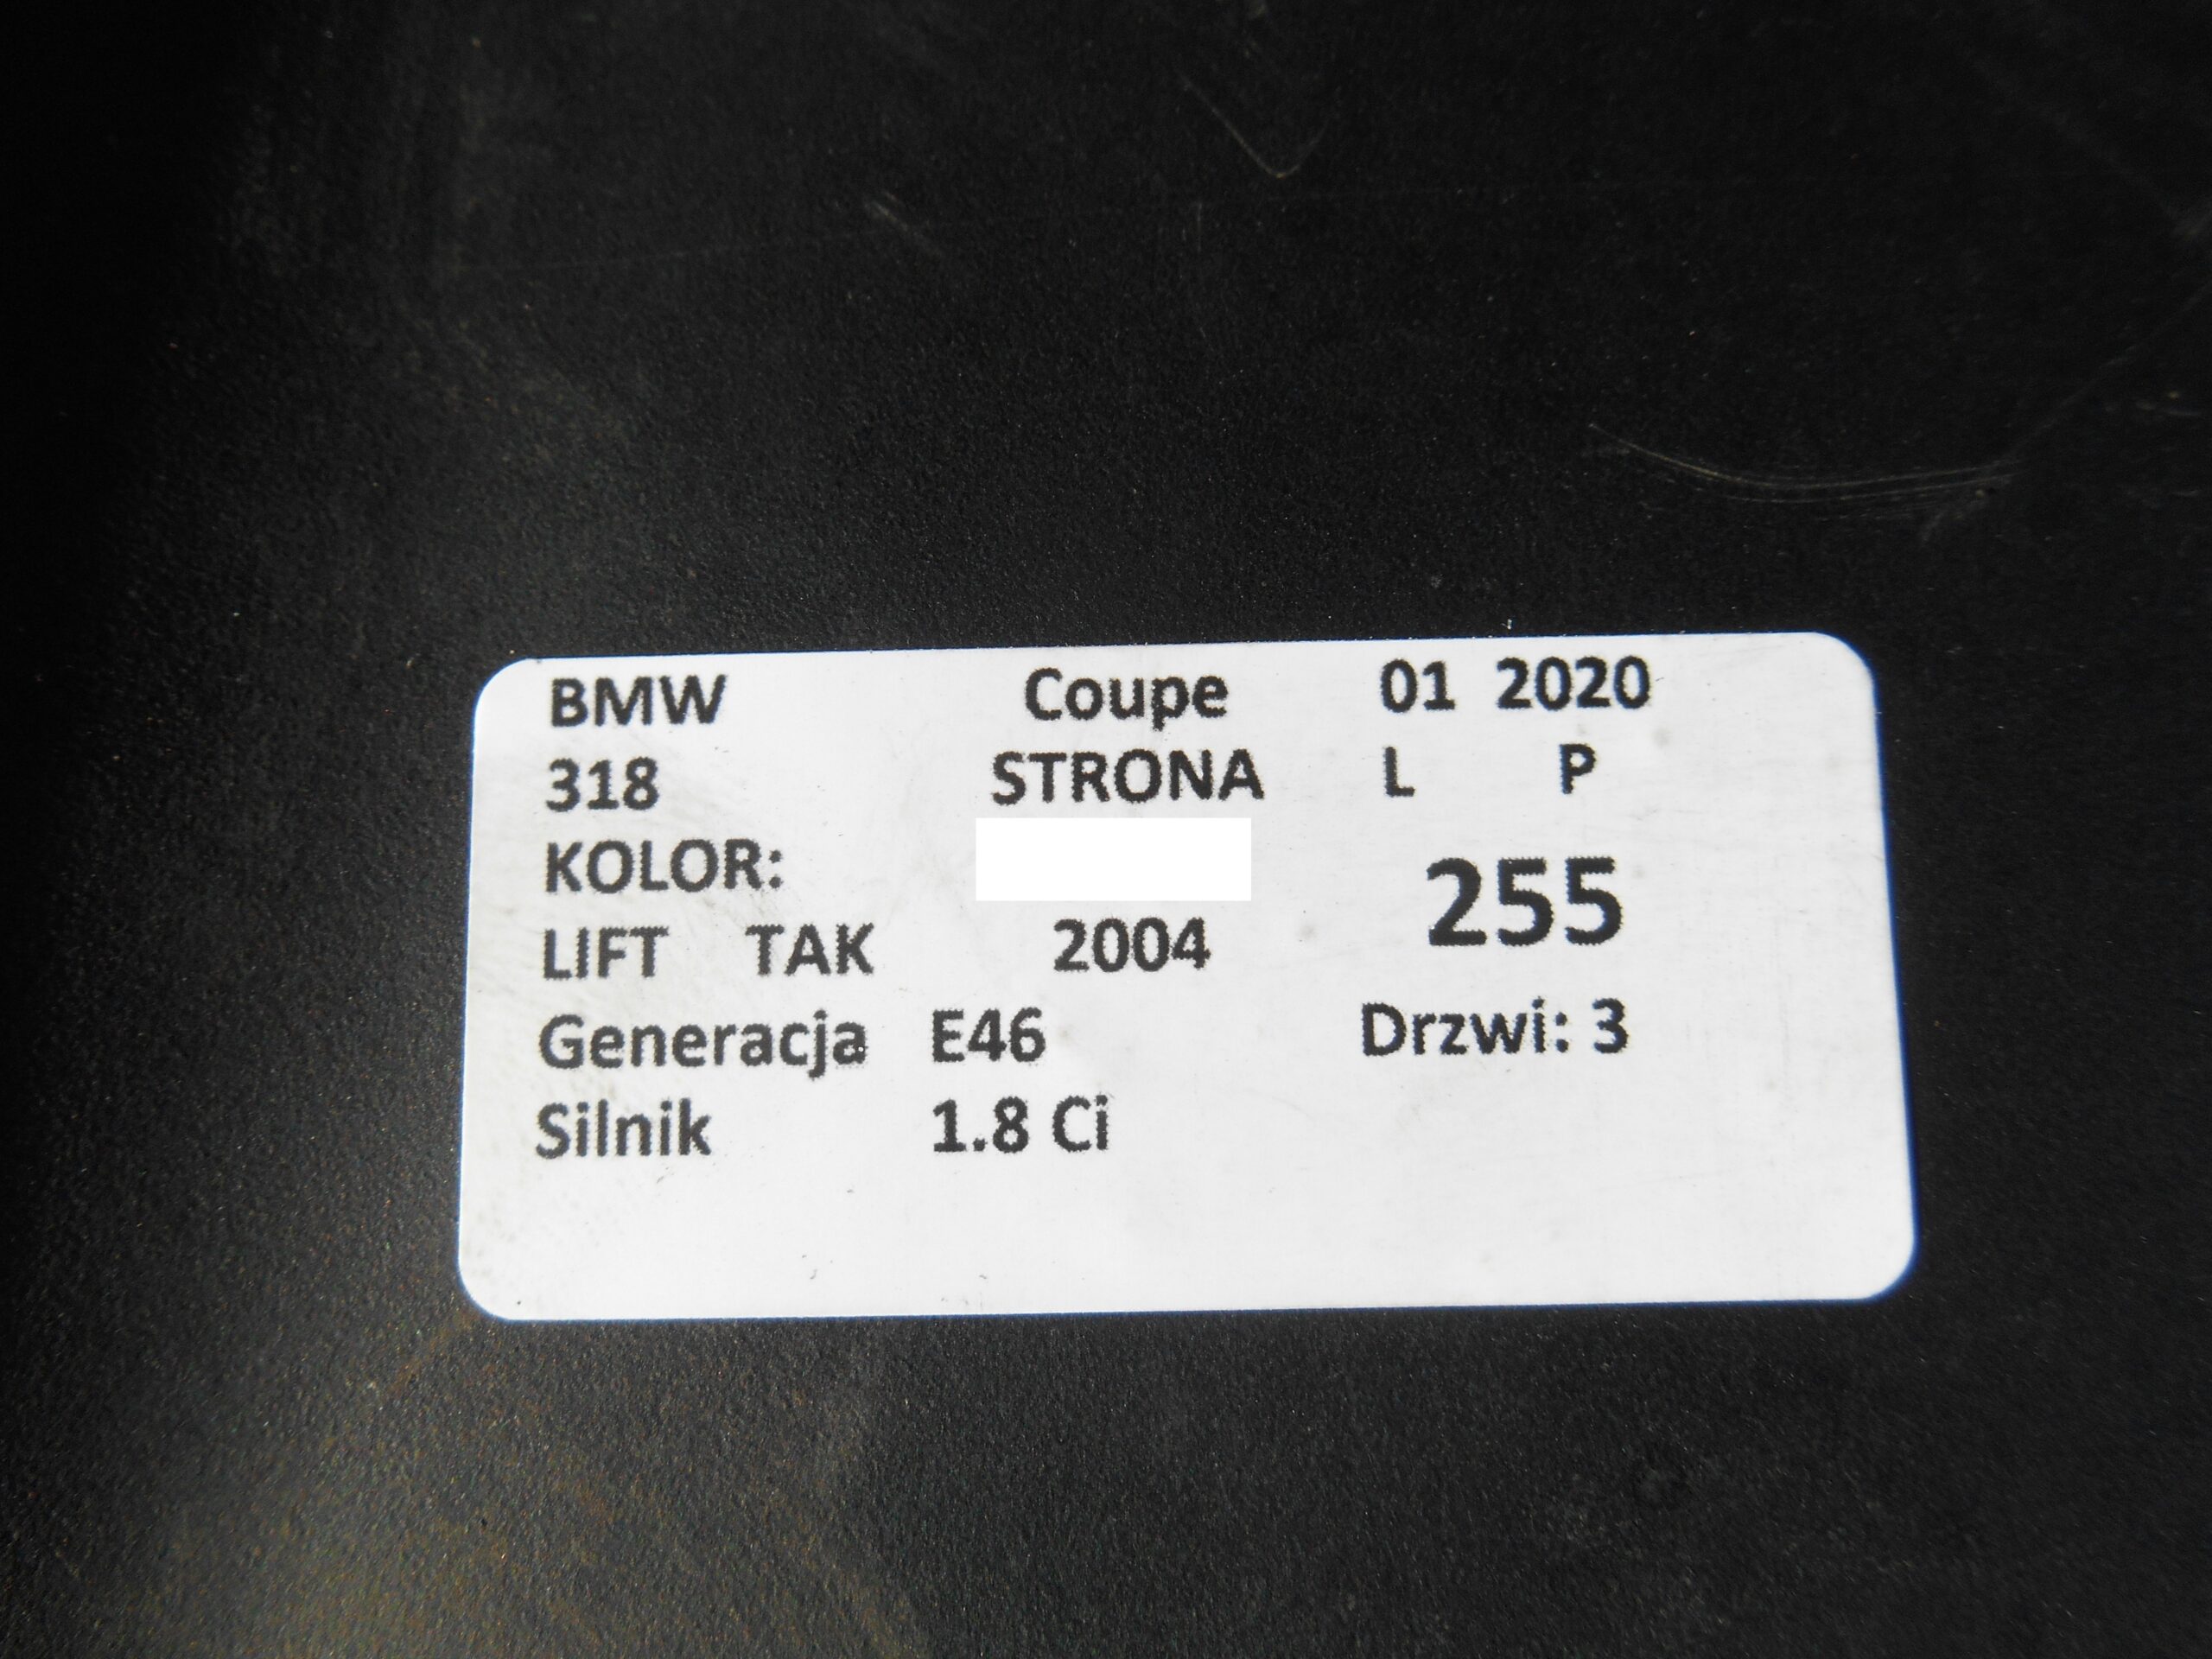 BMW Coupe 01 2020
318 STRONA L P
KOLOR:
255
LIFT TAK 2004
Generacja E46 Drzwi: 3
Silnik 1.8 Ci